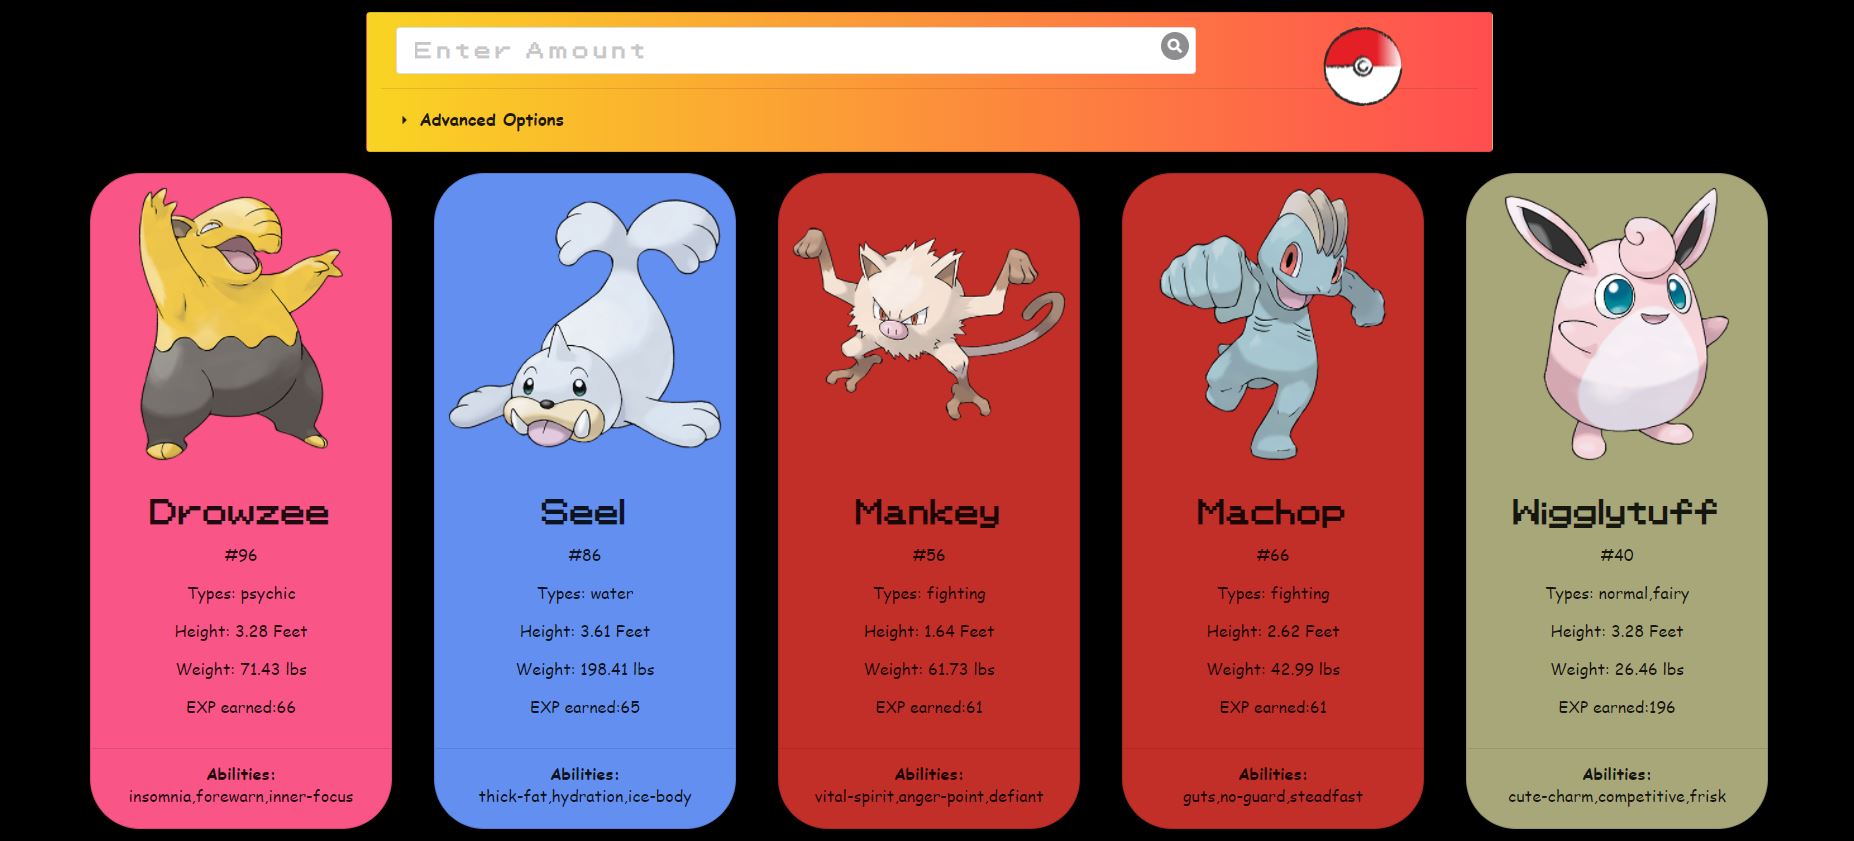 Enter Amount
Advanced Options
Drowzee
#96
Types: psychic
Height: 3.28 Feet
Weight: 71.43 lbs
EXP earned:66
Abilities:
insomnia,forewarn,inner-focus
Seel
#86
Types: water
Height: 3.61 Feet
Weight: 198.41 lbs
EXP earned:65
Abilities:
thick-fat,hydration,ice-body
Mankey
#56
Types: fighting
Height: 1.64 Feet
Weight: 61.73 lbs
EXP earned:61
Abilities:
vital-spirit,anger-point,defiant
Machop
#66
Types: fighting
Height: 2.62 Feet
Weight: 42.99 lbs
EXP earned:61
Abilities:
guts,no-guard,steadfast
Wigglytuff
#40
Types: normal,fairy
Height: 3.28 Feet
Weight: 26.46 lbs
EXP earned:196
Abilities:
cute-charm,competitive,frisk